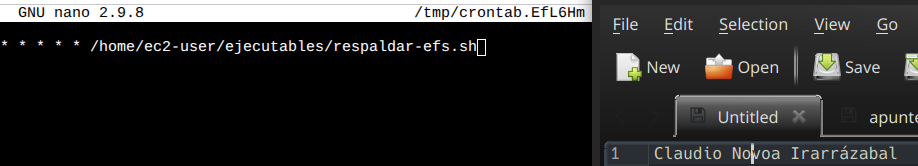 GNU nano 2.9.8 /tmp/crontab.EfL6Hm
* * * * * /home/ec2-user/ejecutables/respaldar-efs.sh
File Edit Selection View Go
New Open Save
Untitled apunte
1 Claudio Novoa Irarrázabal